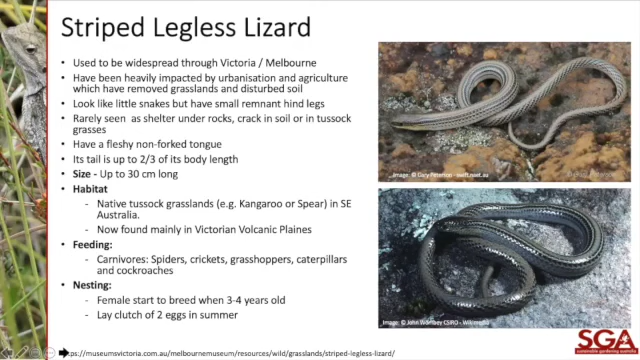 Striped Legless Lizard
• Used to be widespread through Victoria / Melbourne
• Have been heavily impacted by urbanisation and agriculture
which have removed grasslands and disturbed soil
• Look like little snakes but have small remnant hind legs
• Rarely seen as shelter under rocks, crack in soil or in tussock
grasses
• Have a fleshy non-forked tongue
• Its tail is up to 2/3 of its body length
• Size - Up to 30 cm long
• Habitat
- Native tussock grasslands (e.g. Kangaroo or Spear) in SE
Australia.
- Now found mainly in Victorian Volcanic Plaines
• Feeding:
- Carnivores: Spiders, crickets, grasshoppers, caterpillars
and cockroaches
• Nesting:
- Female start to breed when 3-4 years old
- Lay clutch of 2 eggs in summer
ps://museumsvictoria.com.au/melbournemuseum/resources/wild/grasslands/striped-legless-lizard/
Image: © Gary - swifft.net.au
Image: © John Wombey CSIRO - Wikimedia
SGA
sustainable gardening australia